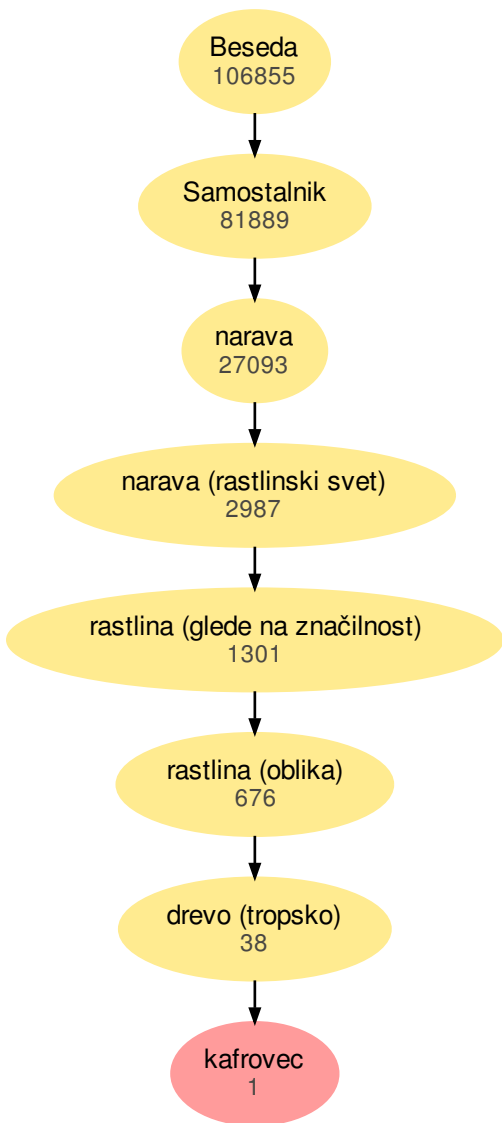 Beseda
106855
Samostalnik
81889
narava
27093
narava (rastlinski svet)
2987
rastlina (glede na značilnost)
1301
rastlina (oblika)
676
drevo (tropsko)
38
kafrovec
1